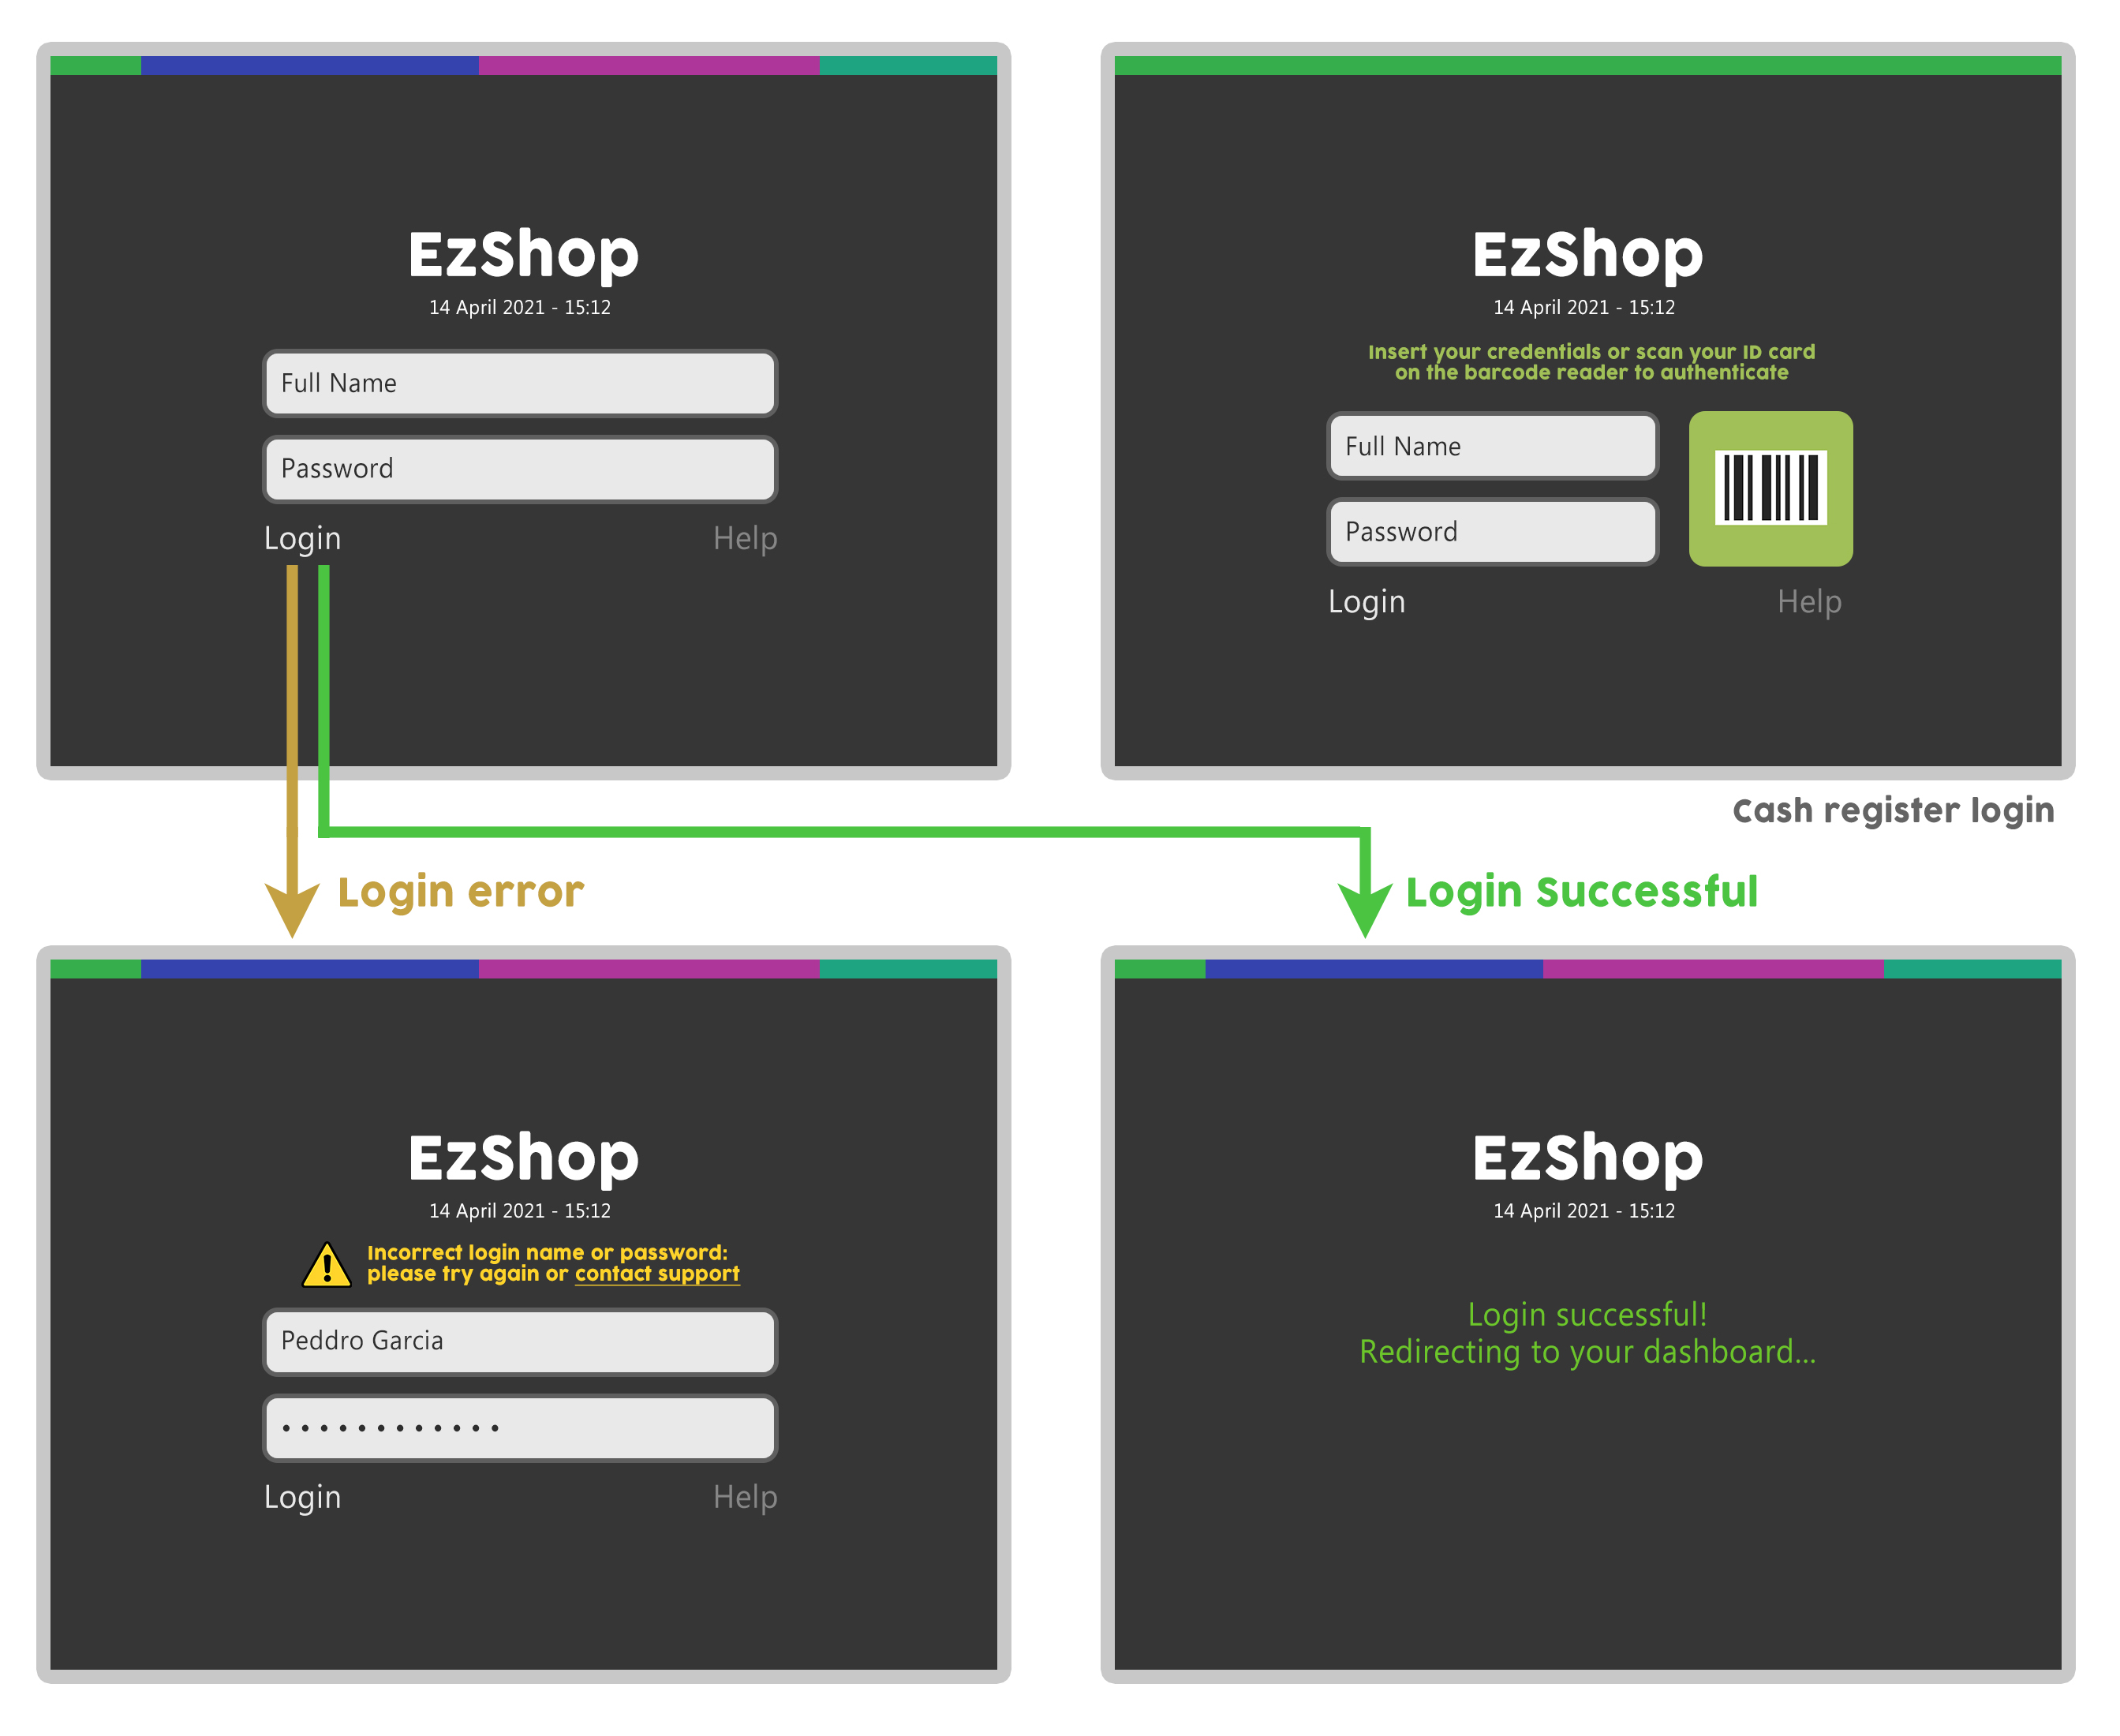 EzShop
14 April 2021 - 15:12
Full Name
Password
Login
Help
EzShop
14 April 2021 - 15:12
Insert your credentials or scan your ID card
on the barcode reader to authenticate
Full Name
Password
Login
Help
Cash register login
Login error
Login Successful
EzShop
14 April 2021 - 15:12
Incorrect login name or password:
please try again or contact support
Peddro Garcia
• • • • • • • • • • • •
Login
Help
EzShop
14 April 2021 - 15:12
Login successful!
Redirecting to your dashboard...